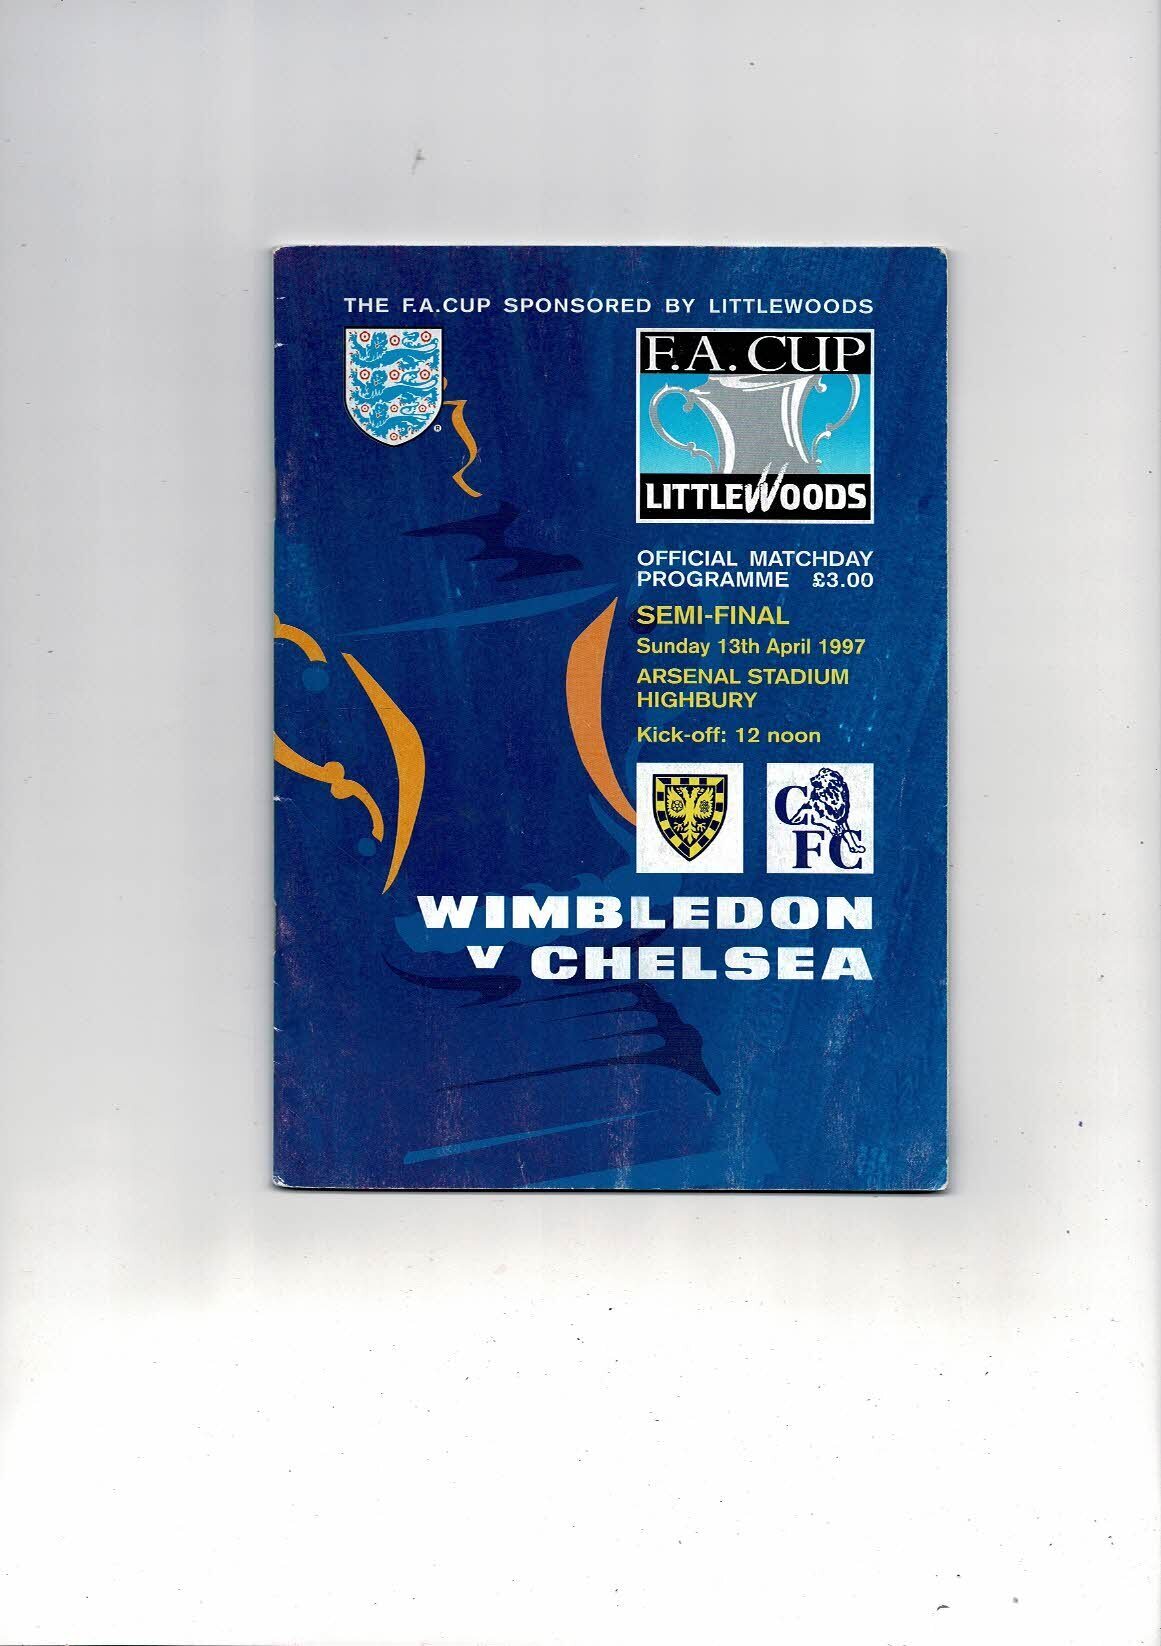 THE F.A.CUP SPONSORED BY LITTLEWOODS
®
F.A. CUP
LITTLEWOODS
OFFICIAL MATCHDAY
PROGRAMME £3.00
SEMI-FINAL
Sunday 13th April 1997
ARSENAL STADIUM
HIGHBURY
Kick-off: 12 noon
C
FC
WIMBLEDON
V CHELSEA